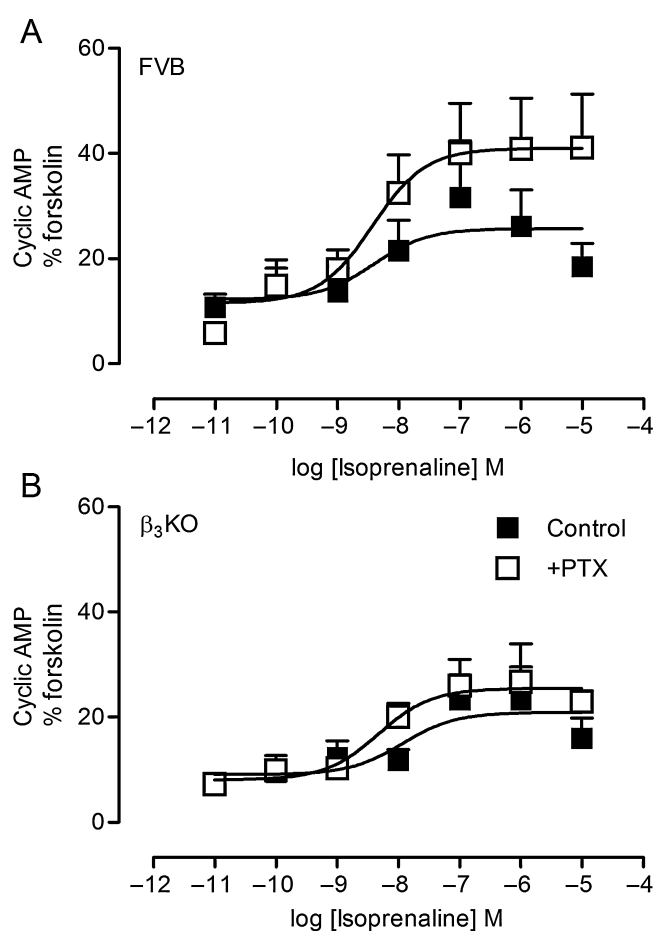 A
60
FVB
40
20
0
Cyclic AMP
% forskolin
–12 –11 –10 –9 –8 –7 –6 –5 –4
log [Isoprenaline] M
B
60
β₃KO
Control
+PTX
40
20
0
Cyclic AMP
% forskolin
–12 –11 –10 –9 –8 –7 –6 –5 –4
log [Isoprenaline] M